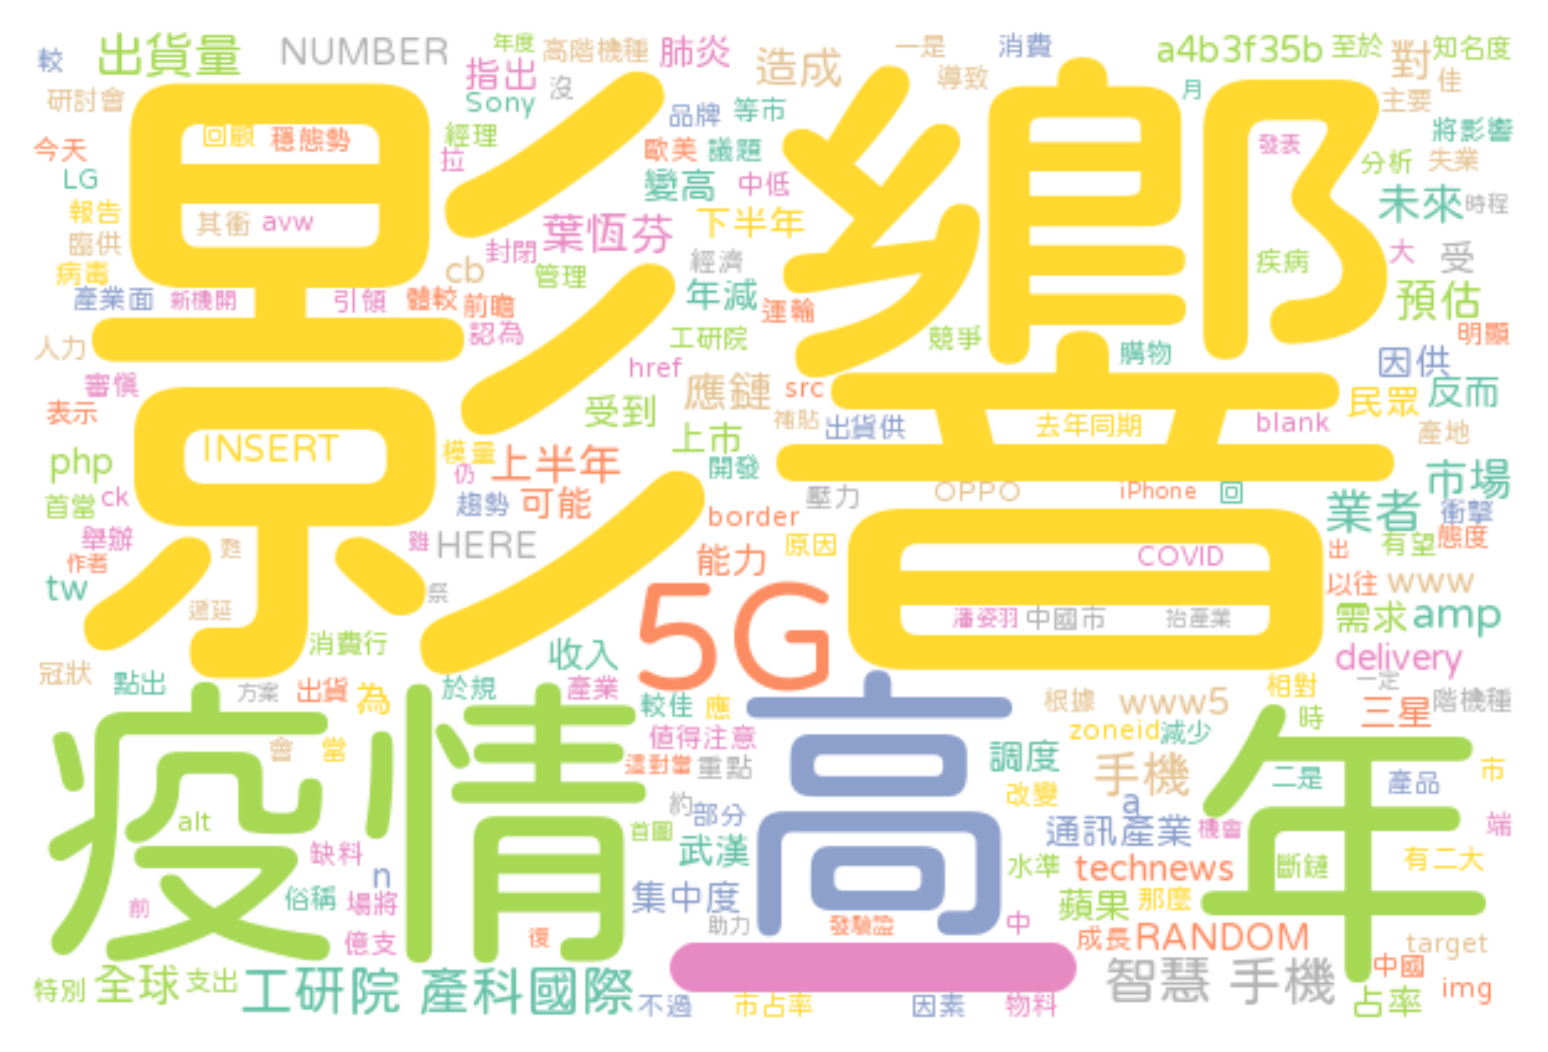 較 出貨量 NUMBER 年度 高階機種 肺炎 一是 消費 a4b3f35b 至於 對 知名度
指出 沒 造成 導致 月 佳
研討會 Sony 品牌 等市 主要
回顧 穩態勢 經理 將影響
今天 拉 歐美 議題 發表 分析 失業
LG 變高 中低 未來 時程
報告 其衝 avw 葉恆芬 下半年
臨供 封閉 經濟 疾病 大 受
病毒 cb 管理
產業面 新機開 引領 體較 前瞻 年減 運輸 預估
影響
人力 認為 工研院 競爭 購物 明顯
審慎 href 應鏈 src 因供
表示 受到 補貼 出貨供 去年同期 blank 民眾 反而
INSERT 模量 上市 產地
php 仍 上半年 開發 市場
首當 ck 趨勢 可能 壓力 OPPO iPhone 回 業者 衝擊
舉辦 甦 雖 HERE border 原因 COVID 出 有望 態度
作者 能力
tw 祭 5G 以往 www
遞延 潘姿羽 中國市 抬產業 需求 amp
消費行 收入 delivery
冠狀 點出 方案 出貨 為 於規 產業 較佳 應 根據 www5 相對 一定
時 三星 階機種
疫情 高 年
會 當 值得注意 zoneid 減少
這對當 重點 調度 手機 二是 產品 市
alt 約 部分 改變 a
首圖 通訊產業 機會 端
缺料 武漢 水準 technews 斷鏈 有二大
n
前 俗稱 場將 集中度 蘋果 那麼
億支 復 助力 發驗證 中 成長 RANDOM target
特別 全球 支出 工研院 產科國際 一 智慧 手機 中國 img
不過 市占率 因素 物料 占率